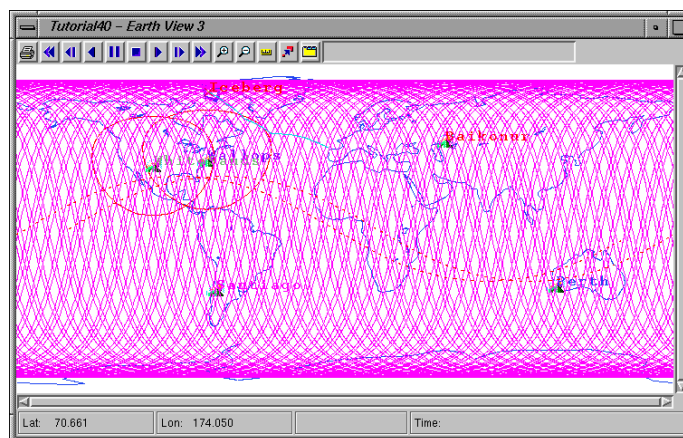 Tutorial40 – Earth View 3
Iceberg
Baikonur
Wallops
Santiago
Perth
Lat: 70.661 Lon: 174.050 Time: